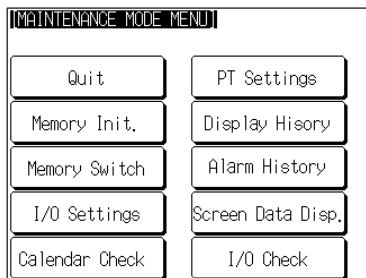 [MAINTENANCE MODE MENU]
Quit
PT Settings
Memory Init.
Display Hisory
Memory Switch
Alarm History
I/O Settings
Screen Data Disp.
Calendar Check
I/O Check